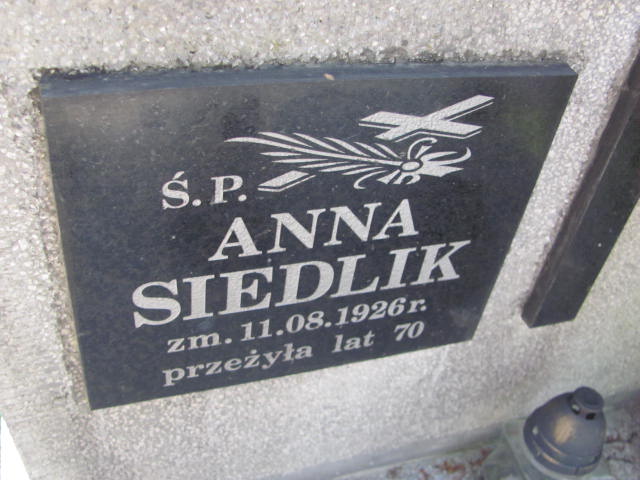 Ś.P.
ANNA
SIEDLIK
zm. 11.08.1926 r.
przeżyła lat 70